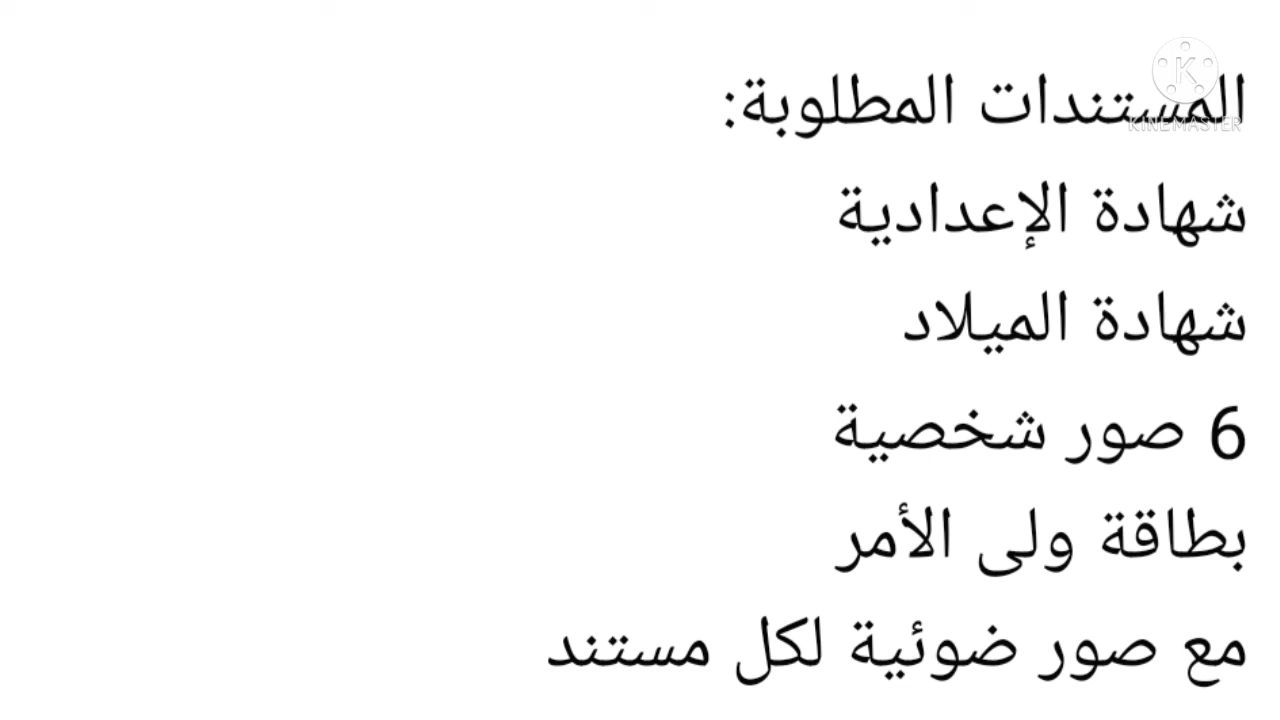 المستندات المطلوبة:
KINEMASTER
شهادة الإعدادية
شهادة الميلاد
6 صور شخصية
بطاقة ولى الأمر
مع صور ضوئية لكل مستند